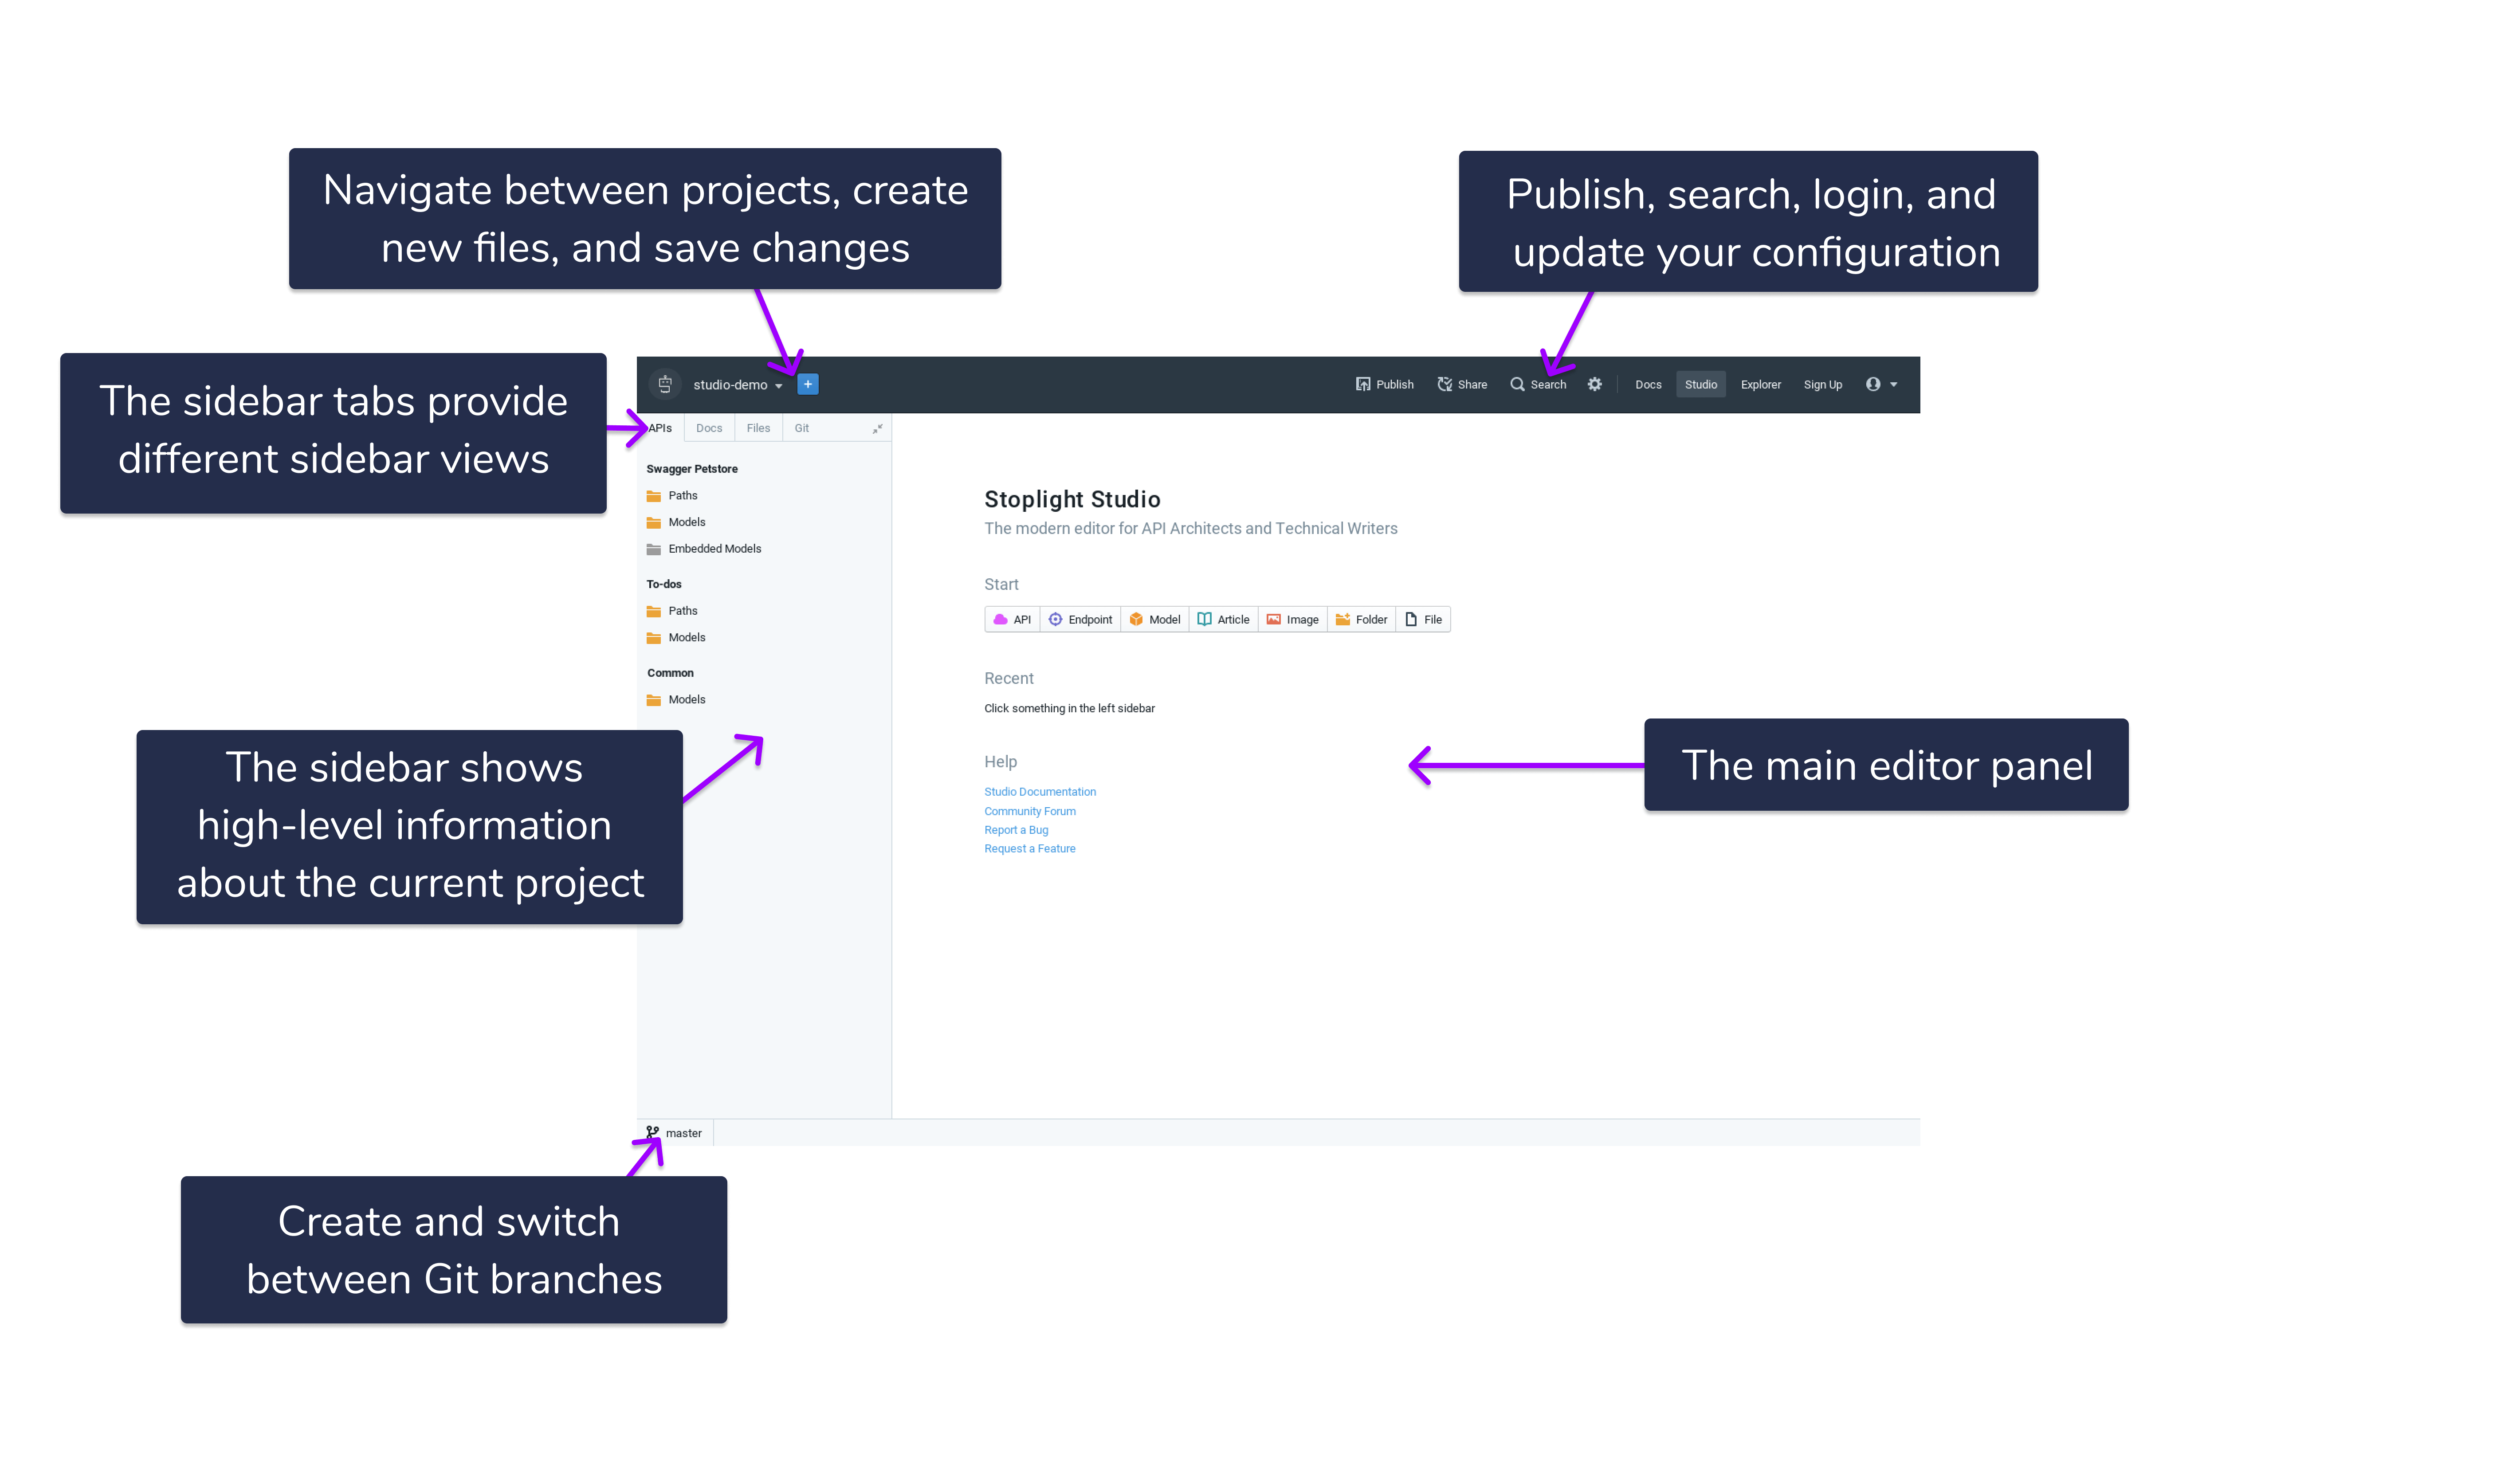 Navigate between projects, create
new files, and save changes
Publish, search, login, and
update your configuration
The sidebar tabs provide
different sidebar views
studio-demo
Publish Share Search Docs Studio Explorer Sign Up
APIs Docs Files Git
Swagger Petstore
Paths
Models
Embedded Models
To-dos
Paths
Models
Common
Models
Stoplight Studio
The modern editor for API Architects and Technical Writers
Start
API Endpoint Model Article Image Folder File
Recent
Click something in the left sidebar
Help
Studio Documentation
Community Forum
Report a Bug
Request a Feature
The sidebar shows
high-level information
about the current project
The main editor panel
master
Create and switch
between Git branches